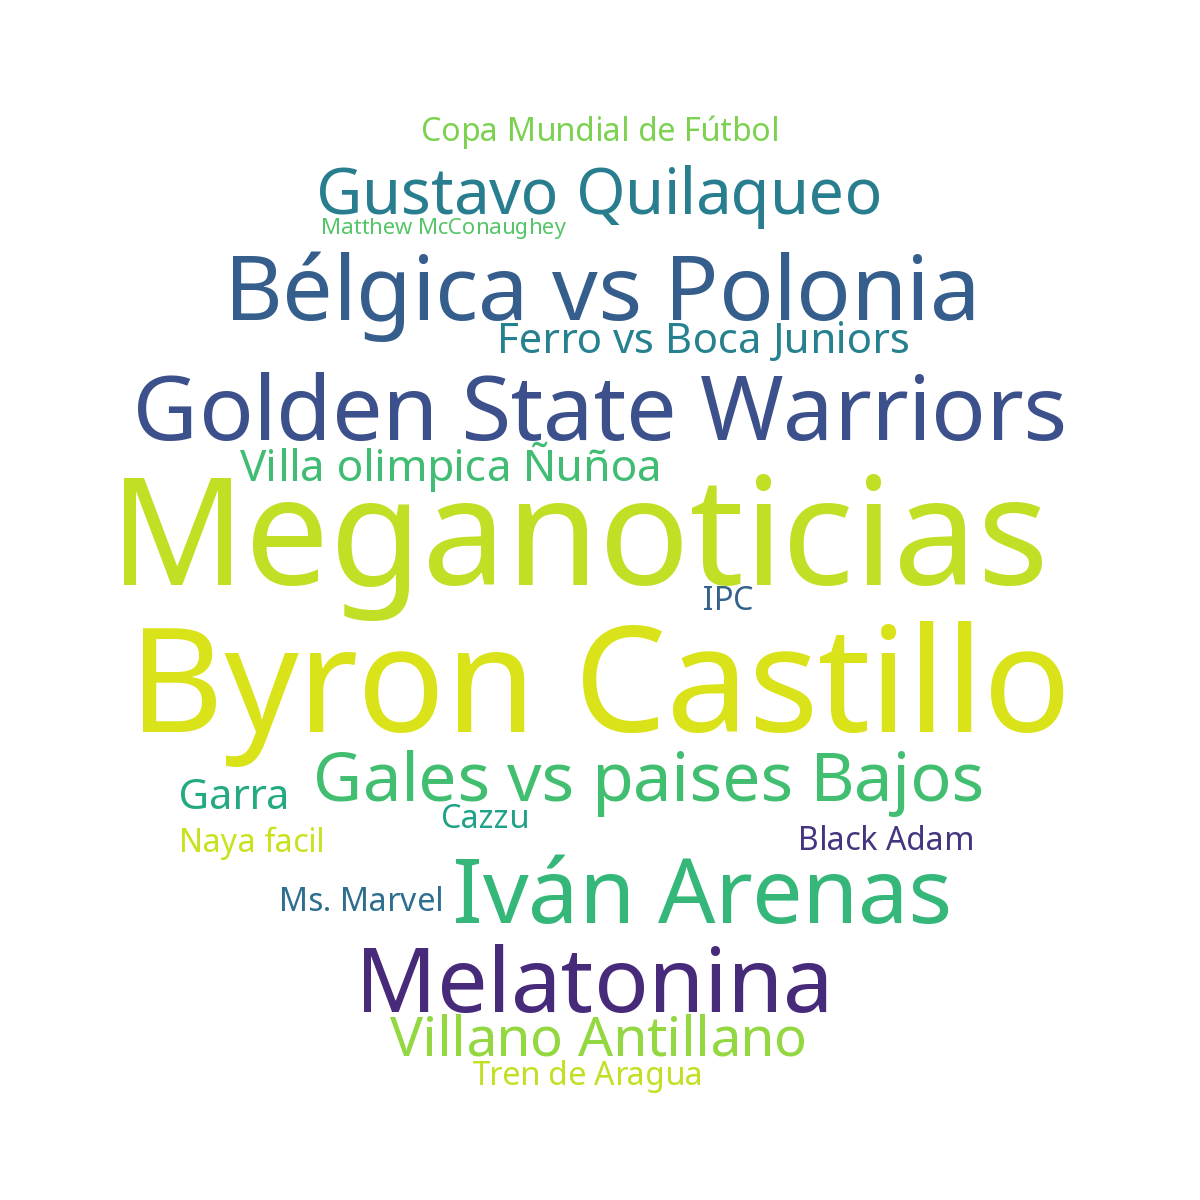 Copa Mundial de Fútbol
Gustavo Quilaqueo
Matthew McConaughey
Bélgica vs Polonia
Ferro vs Boca Juniors
Golden State Warriors
Villa olimpica Ñuñoa
Meganoticias
IPC
Byron Castillo
Gales vs paises Bajos
Garra
Cazzu
Naya facil
Black Adam
Iván Arenas
Ms. Marvel
Melatonina
Villano Antillano
Tren de Aragua